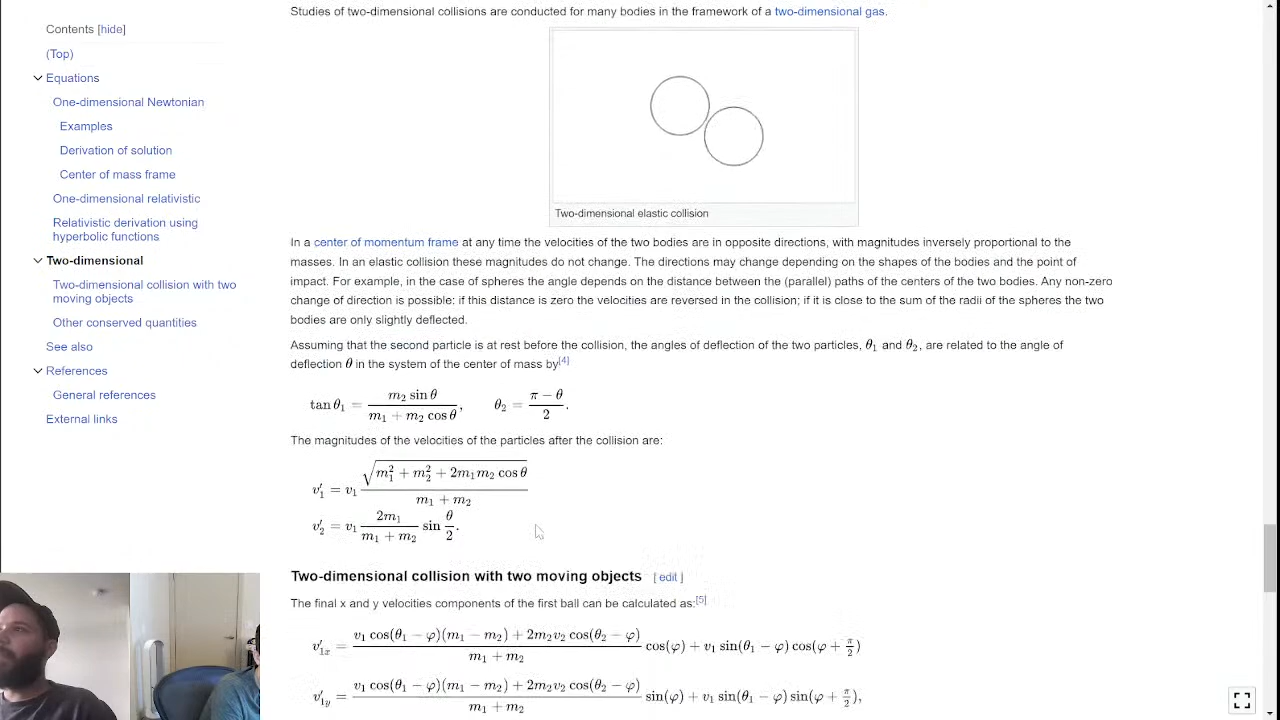 Studies of two-dimensional collisions are conducted for many bodies in the framework of a two-dimensional gas.
Contents [hide]
(Top)
Equations
One-dimensional Newtonian
Examples
Derivation of solution
Center of mass frame
One-dimensional relativistic
Relativistic derivation using
hyperbolic functions
Two-dimensional
Two-dimensional collision with two
moving objects
Other conserved quantities
See also
References
General references
External links
Two-dimensional elastic collision
In a center of momentum frame at any time the velocities of the two bodies are in opposite directions, with magnitudes inversely proportional to the
masses. In an elastic collision these magnitudes do not change. The directions may change depending on the shapes of the bodies and the point of
impact. For example, in the case of spheres the angle depends on the distance between the (parallel) paths of the centers of the two bodies. Any non-zero
change of direction is possible: if this distance is zero the velocities are reversed in the collision; if it is close to the sum of the radii of the spheres the two
bodies are only slightly deflected.
Assuming that the second particle is at rest before the collision, the angles of deflection of the two particles, θ₁ and θ₂, are related to the angle of
deflection θ in the system of the center of mass by[4]
tan θ₁ = (m₂ sin θ)/(m₁ + m₂ cos θ), θ₂ = (π − θ)/2.
The magnitudes of the velocities of the particles after the collision are:
v′₁ = v₁ √(m₁² + m₂² + 2m₁m₂ cos θ)/(m₁ + m₂)
v′₂ = v₁ 2m₁/(m₁ + m₂) sin θ/2.
Two-dimensional collision with two moving objects [ edit ]
The final x and y velocities components of the first ball can be calculated as:[5]
v′₁ₓ = (v₁ cos(θ₁ − φ)(m₁ − m₂) + 2m₂v₂ cos(θ₂ − φ))/(m₁ + m₂) cos(φ) + v₁ sin(θ₁ − φ) cos(φ + π/2)
v′₁y = (v₁ cos(θ₁ − φ)(m₁ − m₂) + 2m₂v₂ cos(θ₂ − φ))/(m₁ + m₂) sin(φ) + v₁ sin(θ₁ − φ) sin(φ + π/2),